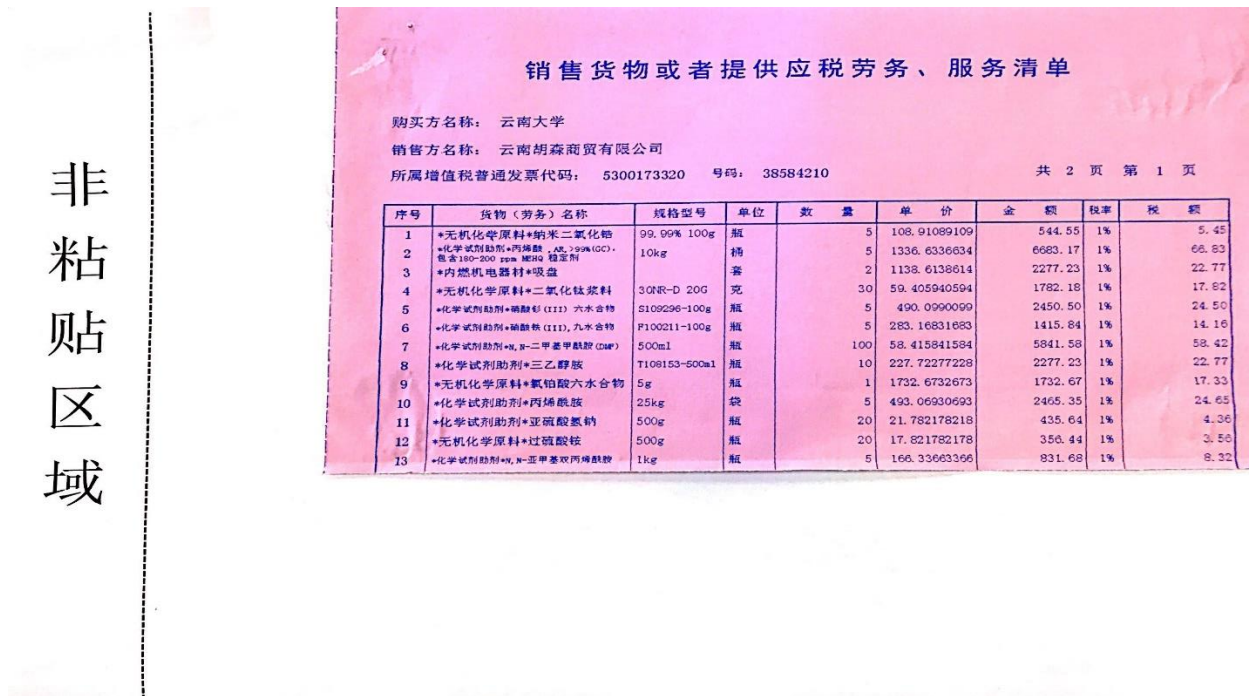 非粘贴区域
销售货物或者提供应税劳务、服务清单
购买方名称： 云南大学
销售方名称： 云南胡森商贸有限公司
所属增值税普通发票代码： 5300173320 号码： 38584210 共 2 页 第 1 页
序号 货物（劳务）名称 规格型号 单位 数 量 单 价 金 额 税率 税 额
1 *无机化学原料*纳米二氧化锆 99.99% 100g 瓶 5 108.91089109 544.55 1% 5.45
2 *化学试剂助剂*丙烯酸 ,AR,>99%(GC), 包含180-200 ppm MEHQ 稳定剂 10kg 桶 5 1336.6336634 6683.17 1% 66.83
3 *内燃机电器材*吸盘 套 2 1138.6138614 2277.23 1% 22.77
4 *无机化学原料*二氧化钛浆料 30NR-D 20G 克 30 59.405940594 1782.18 1% 17.82
5 *化学试剂助剂*硝酸钐(III) 六水合物 S109296-100g 瓶 5 490.0990099 2450.50 1% 24.50
6 *化学试剂助剂*硝酸铁(III),九水合物 F100211-100g 瓶 5 283.16831683 1415.84 1% 14.16
7 *化学试剂助剂*N,N-二甲基甲酰胺(DMF) 500ml 瓶 100 58.415841584 5841.58 1% 58.42
8 *化学试剂助剂*三乙醇胺 T108153-500ml 瓶 10 227.72277228 2277.23 1% 22.77
9 *无机化学原料*氯铂酸六水合物 5g 瓶 1 1732.6732673 1732.67 1% 17.33
10 *化学试剂助剂*丙烯酰胺 25kg 袋 5 493.06930693 2465.35 1% 24.65
11 *化学试剂助剂*亚硫酸氢钠 500g 瓶 20 21.782178218 435.64 1% 4.36
12 *无机化学原料*过硫酸铵 500g 瓶 20 17.821782178 356.44 1% 3.56
13 *化学试剂助剂*N,N-亚甲基双丙烯酰胺 1kg 瓶 5 166.33663366 831.68 1% 8.32